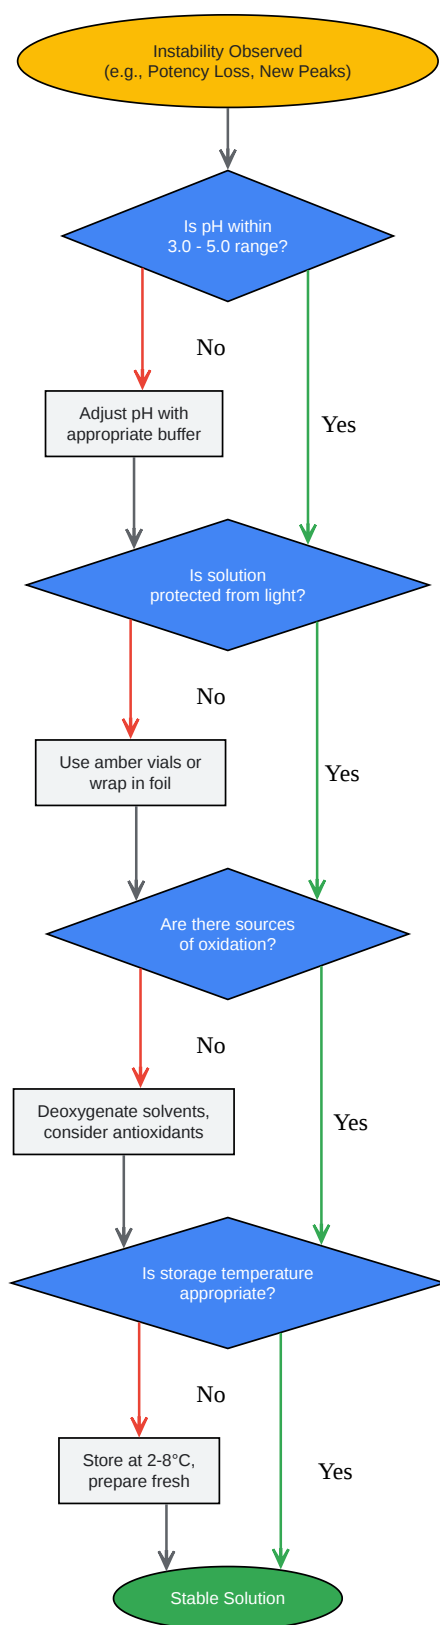 Instability Observed
(e.g., Potency Loss, New Peaks)
Is pH within
3.0 - 5.0 range?
No
Yes
Adjust pH with
appropriate buffer
Is solution
protected from light?
No
Yes
Use amber vials or
wrap in foil
Are there sources
of oxidation?
No
Yes
Deoxygenate solvents,
consider antioxidants
Is storage temperature
appropriate?
No
Yes
Store at 2-8°C,
prepare fresh
Stable Solution